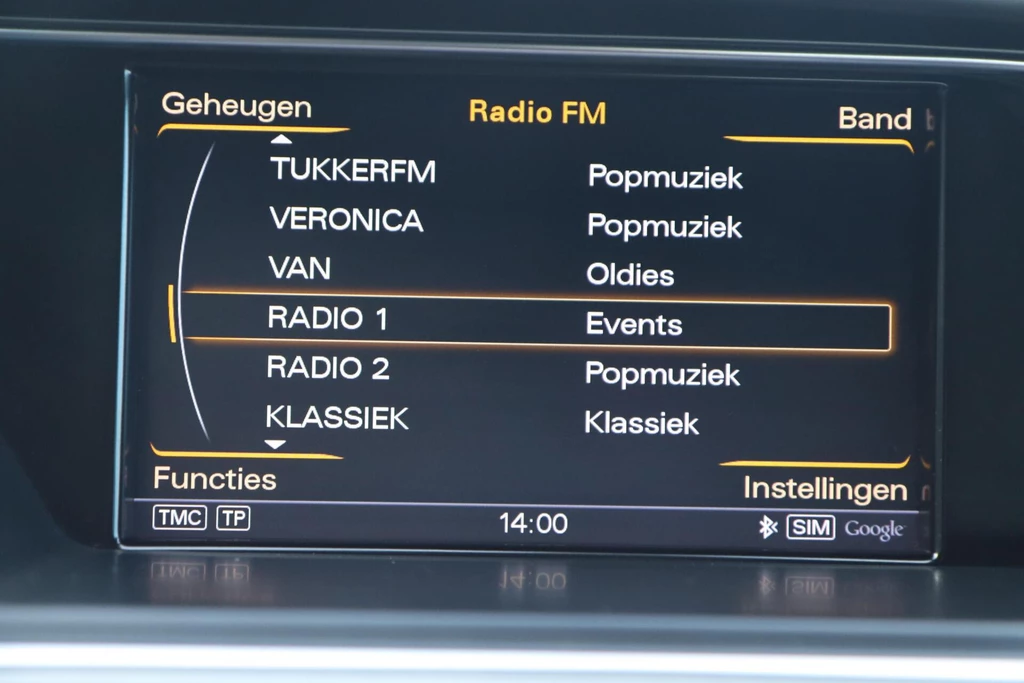 Geheugen Radio FM Band
TUKKERFM Popmuziek
VERONICA Popmuziek
VAN Oldies
RADIO 1 Events
RADIO 2 Popmuziek
KLASSIEK Klassiek
Functies Instellingen
TMC TP 14:00 SIM Google